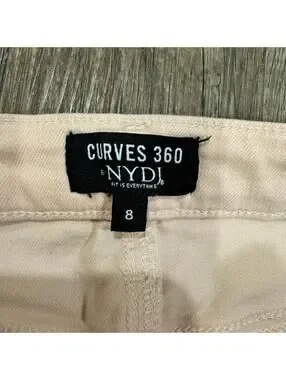 CURVES 360
NYDJ
FIT IS EVERYTHING®
8